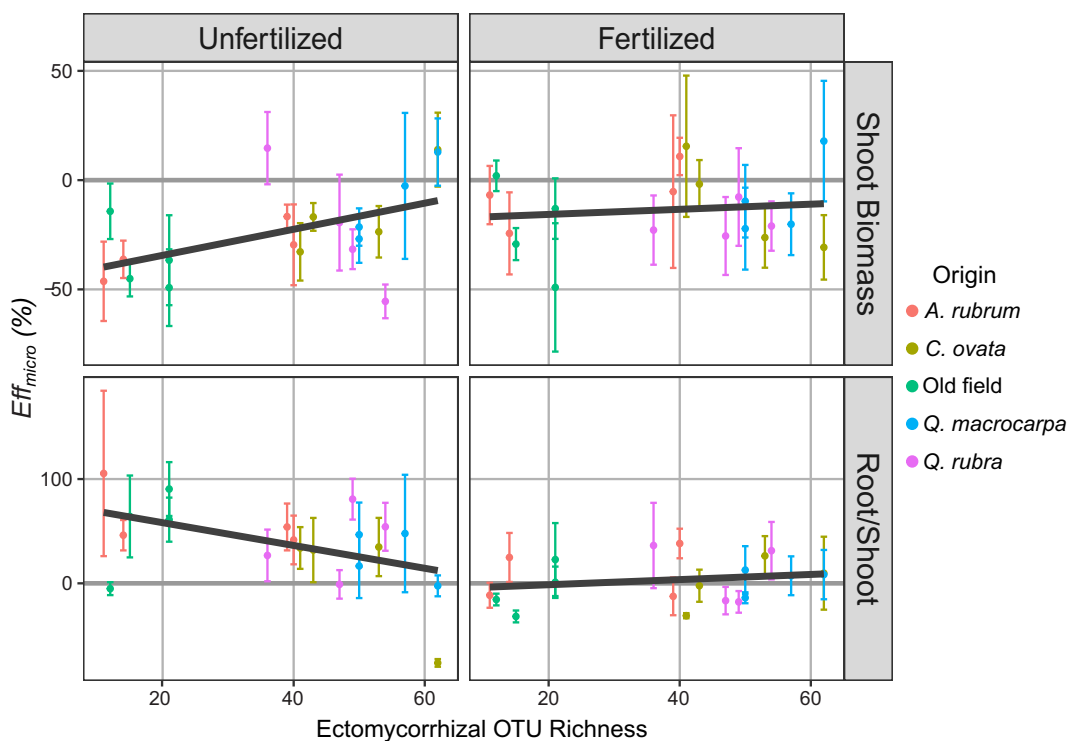 Unfertilized
Fertilized
50
0
−50
Shoot Biomass
100
0
Root/Shoot
Eff_micro (%)
20
40
60
20
40
60
Ectomycorrhizal OTU Richness
Origin
A. rubrum
C. ovata
Old field
Q. macrocarpa
Q. rubra